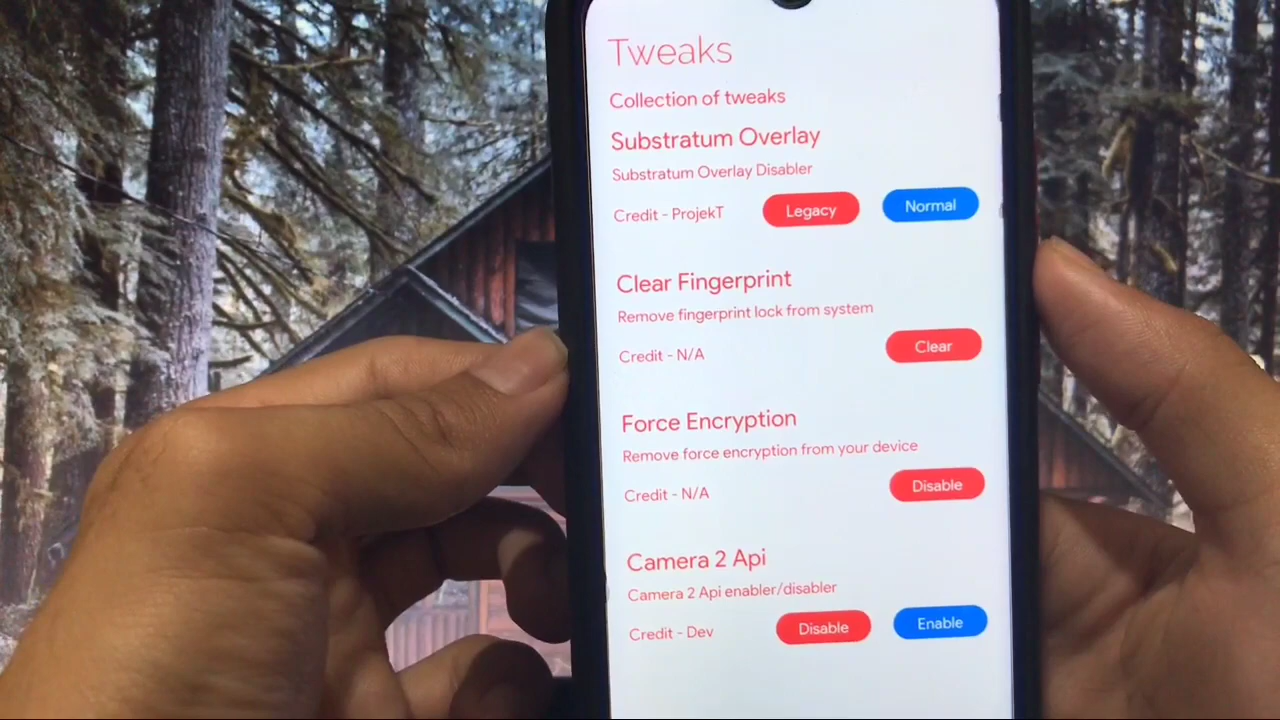 Tweaks
Collection of tweaks
Substratum Overlay
Substratum Overlay Disabler
Credit - ProjekT
Legacy
Normal
Clear Fingerprint
Remove fingerprint lock from system
Credit - N/A
Clear
Force Encryption
Remove force encryption from your device
Credit - N/A
Disable
Camera 2 Api
Camera 2 Api enabler/disabler
Credit - Dev
Disable
Enable